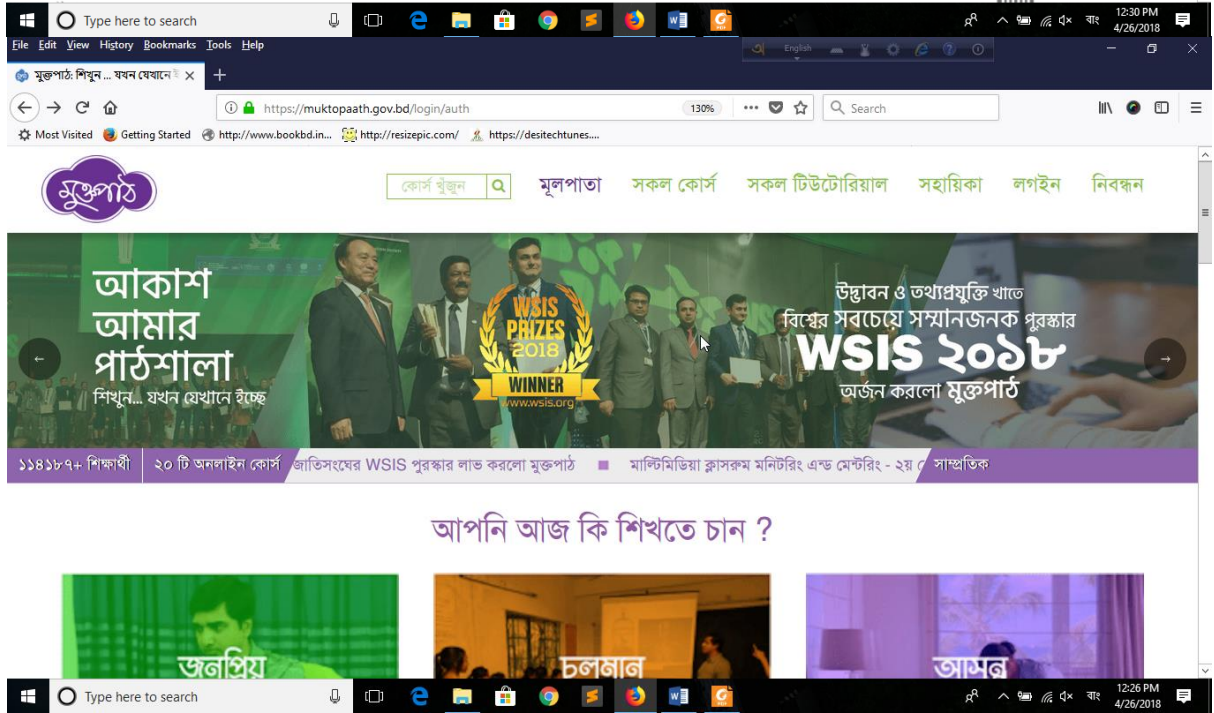 Type here to search
বাং
12:30 PM
4/26/2018
File Edit View History Bookmarks Tools Help
English
মুক্তপাঠ: শিখুন ... যখন যেখানে ই
https://muktopaath.gov.bd/login/auth
130%
Search
Most Visited
Getting Started
http://www.bookbd.in...
http://resizepic.com/
https://desitechtunes....
মুক্তপাঠ
কোর্স খুঁজুন
মূলপাতা
সকল কোর্স
সকল টিউটোরিয়াল
সহায়িকা
লগইন
নিবন্ধন
আকাশ
আমার
পাঠশালা
শিখুন... যখন যেখানে ইচ্ছে
WSIS
PRIZES
2018
WINNER
www.wsis.org
উদ্ভাবন ও তথ্যপ্রযুক্তি খাতে
বিশ্বের সবচেয়ে সম্মানজনক পুরস্কার
WSIS ২০১৮
অর্জন করলো মুক্তপাঠ
১১৪১৮৭+ শিক্ষার্থী
২০ টি অনলাইন কোর্স
জাতিসংঘের WSIS পুরস্কার লাভ করলো মুক্তপাঠ
মাল্টিমিডিয়া ক্লাসরুম মনিটরিং এন্ড মেন্টরিং - ২য়
সাম্প্রতিক
আপনি আজ কি শিখতে চান ?
জনপ্রিয়
চলমান
আসন্ন
Type here to search
বাং
12:26 PM
4/26/2018